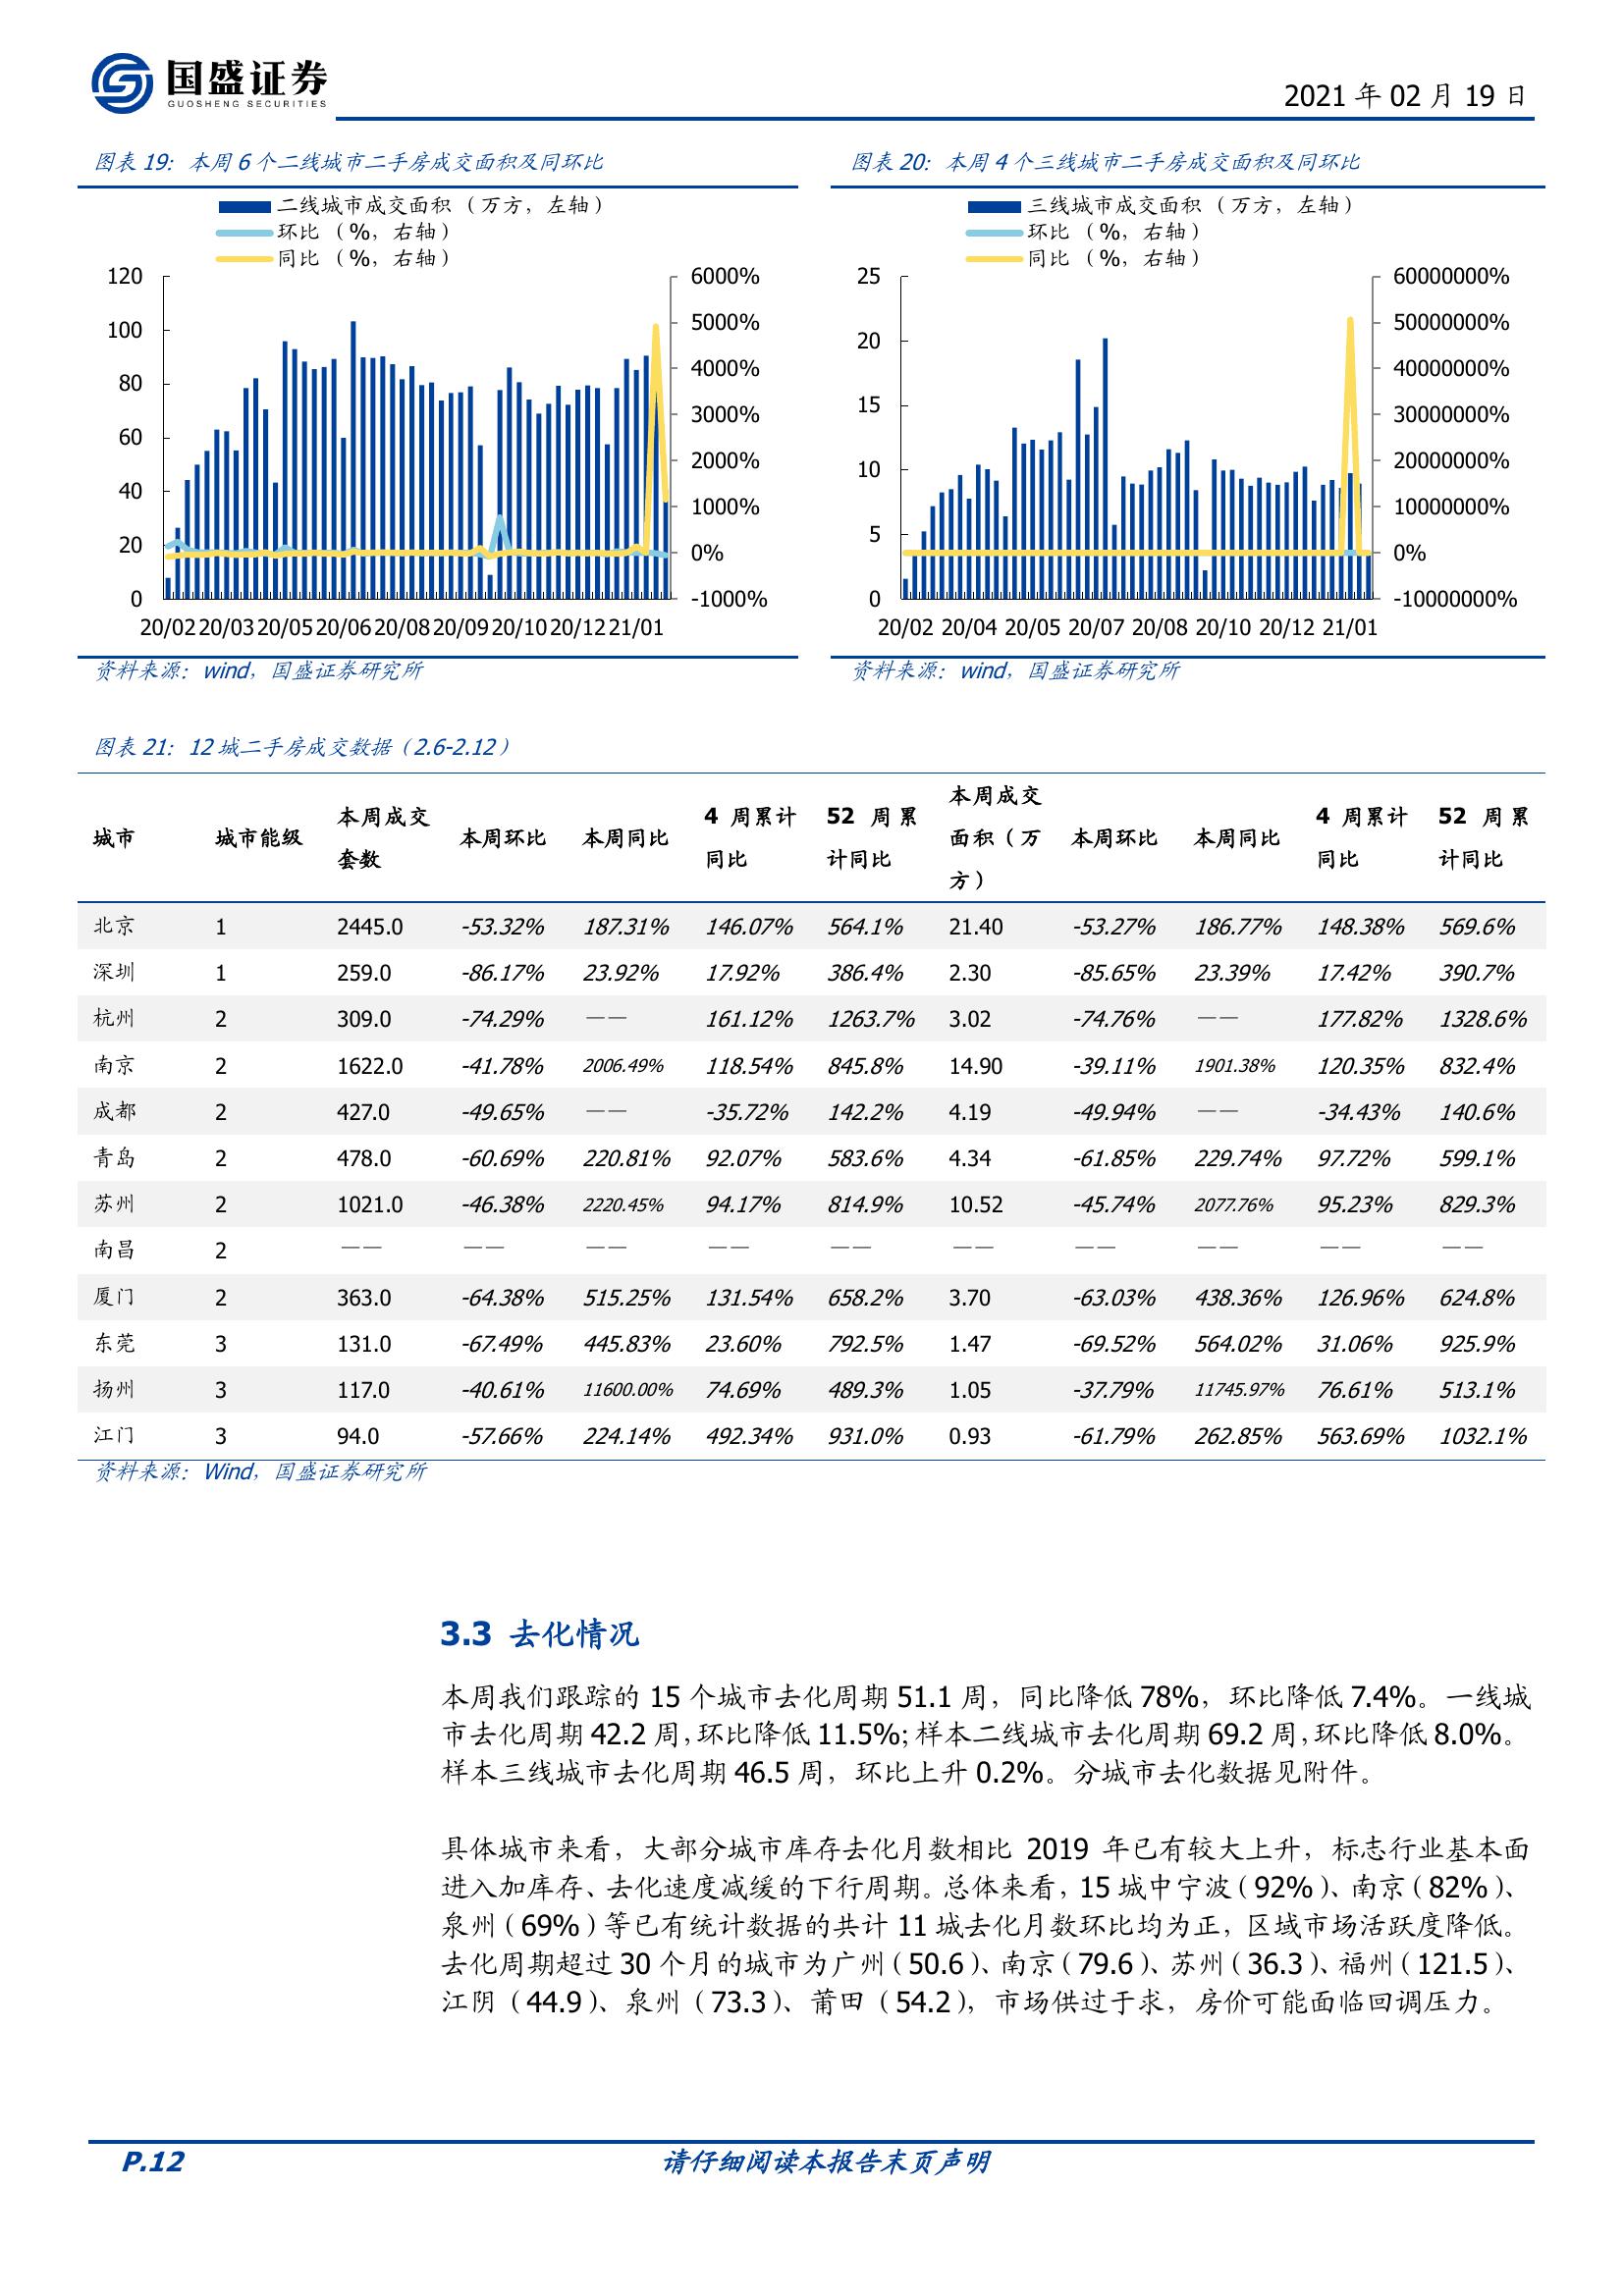 国盛证券
GUOSHENG SECURITIES
2021 年 02 月 19 日
图表 19：本周 6 个二线城市二手房成交面积及同环比
二线城市成交面积（万方，左轴）
环比（%，右轴）
同比（%，右轴）
120
100
80
60
40
20
0
6000%
5000%
4000%
3000%
2000%
1000%
0%
-1000%
20/02 20/03 20/05 20/06 20/08 20/09 20/10 20/12 21/01
资料来源：wind，国盛证券研究所
图表 20：本周 4 个三线城市二手房成交面积及同环比
三线城市成交面积（万方，左轴）
环比（%，右轴）
同比（%，右轴）
25
20
15
10
5
0
60000000%
50000000%
40000000%
30000000%
20000000%
10000000%
0%
-10000000%
20/02 20/04 20/05 20/07 20/08 20/10 20/12 21/01
资料来源：wind，国盛证券研究所
图表 21：12 城二手房成交数据（2.6-2.12）
城市 城市能级 本周成交套数 本周环比 本周同比 4 周累计同比 52 周累计同比 本周成交面积（万方） 本周环比 本周同比 4 周累计同比 52 周累计同比
北京 1 2445.0 -53.32% 187.31% 146.07% 564.1% 21.40 -53.27% 186.77% 148.38% 569.6%
深圳 1 259.0 -86.17% 23.92% 17.92% 386.4% 2.30 -85.65% 23.39% 17.42% 390.7%
杭州 2 309.0 -74.29% —— 161.12% 1263.7% 3.02 -74.76% —— 177.82% 1328.6%
南京 2 1622.0 -41.78% 2006.49% 118.54% 845.8% 14.90 -39.11% 1901.38% 120.35% 832.4%
成都 2 427.0 -49.65% —— -35.72% 142.2% 4.19 -49.94% —— -34.43% 140.6%
青岛 2 478.0 -60.69% 220.81% 92.07% 583.6% 4.34 -61.85% 229.74% 97.72% 599.1%
苏州 2 1021.0 -46.38% 2220.45% 94.17% 814.9% 10.52 -45.74% 2077.76% 95.23% 829.3%
南昌 2 —— —— —— —— —— —— —— —— —— ——
厦门 2 363.0 -64.38% 515.25% 131.54% 658.2% 3.70 -63.03% 438.36% 126.96% 624.8%
东莞 3 131.0 -67.49% 445.83% 23.60% 792.5% 1.47 -69.52% 564.02% 31.06% 925.9%
扬州 3 117.0 -40.61% 11600.00% 74.69% 489.3% 1.05 -37.79% 11745.97% 76.61% 513.1%
江门 3 94.0 -57.66% 224.14% 492.34% 931.0% 0.93 -61.79% 262.85% 563.69% 1032.1%
资料来源：Wind，国盛证券研究所
3.3 去化情况
本周我们跟踪的 15 个城市去化周期 51.1 周，同比降低 78%，环比降低 7.4%。一线城
市去化周期 42.2 周，环比降低 11.5%；样本二线城市去化周期 69.2 周，环比降低 8.0%。
样本三线城市去化周期 46.5 周，环比上升 0.2%。分城市去化数据见附件。
具体城市来看，大部分城市库存去化月数相比 2019 年已有较大上升，标志行业基本面
进入加库存、去化速度减缓的下行周期。总体来看，15 城中宁波（92%）、南京（82%）、
泉州（69%）等已有统计数据的共计 11 城去化月数环比均为正，区域市场活跃度降低。
去化周期超过 30 个月的城市为广州（50.6）、南京（79.6）、苏州（36.3）、福州（121.5）、
江阴（44.9）、泉州（73.3）、莆田（54.2），市场供过于求，房价可能面临回调压力。
P.12
请仔细阅读本报告末页声明